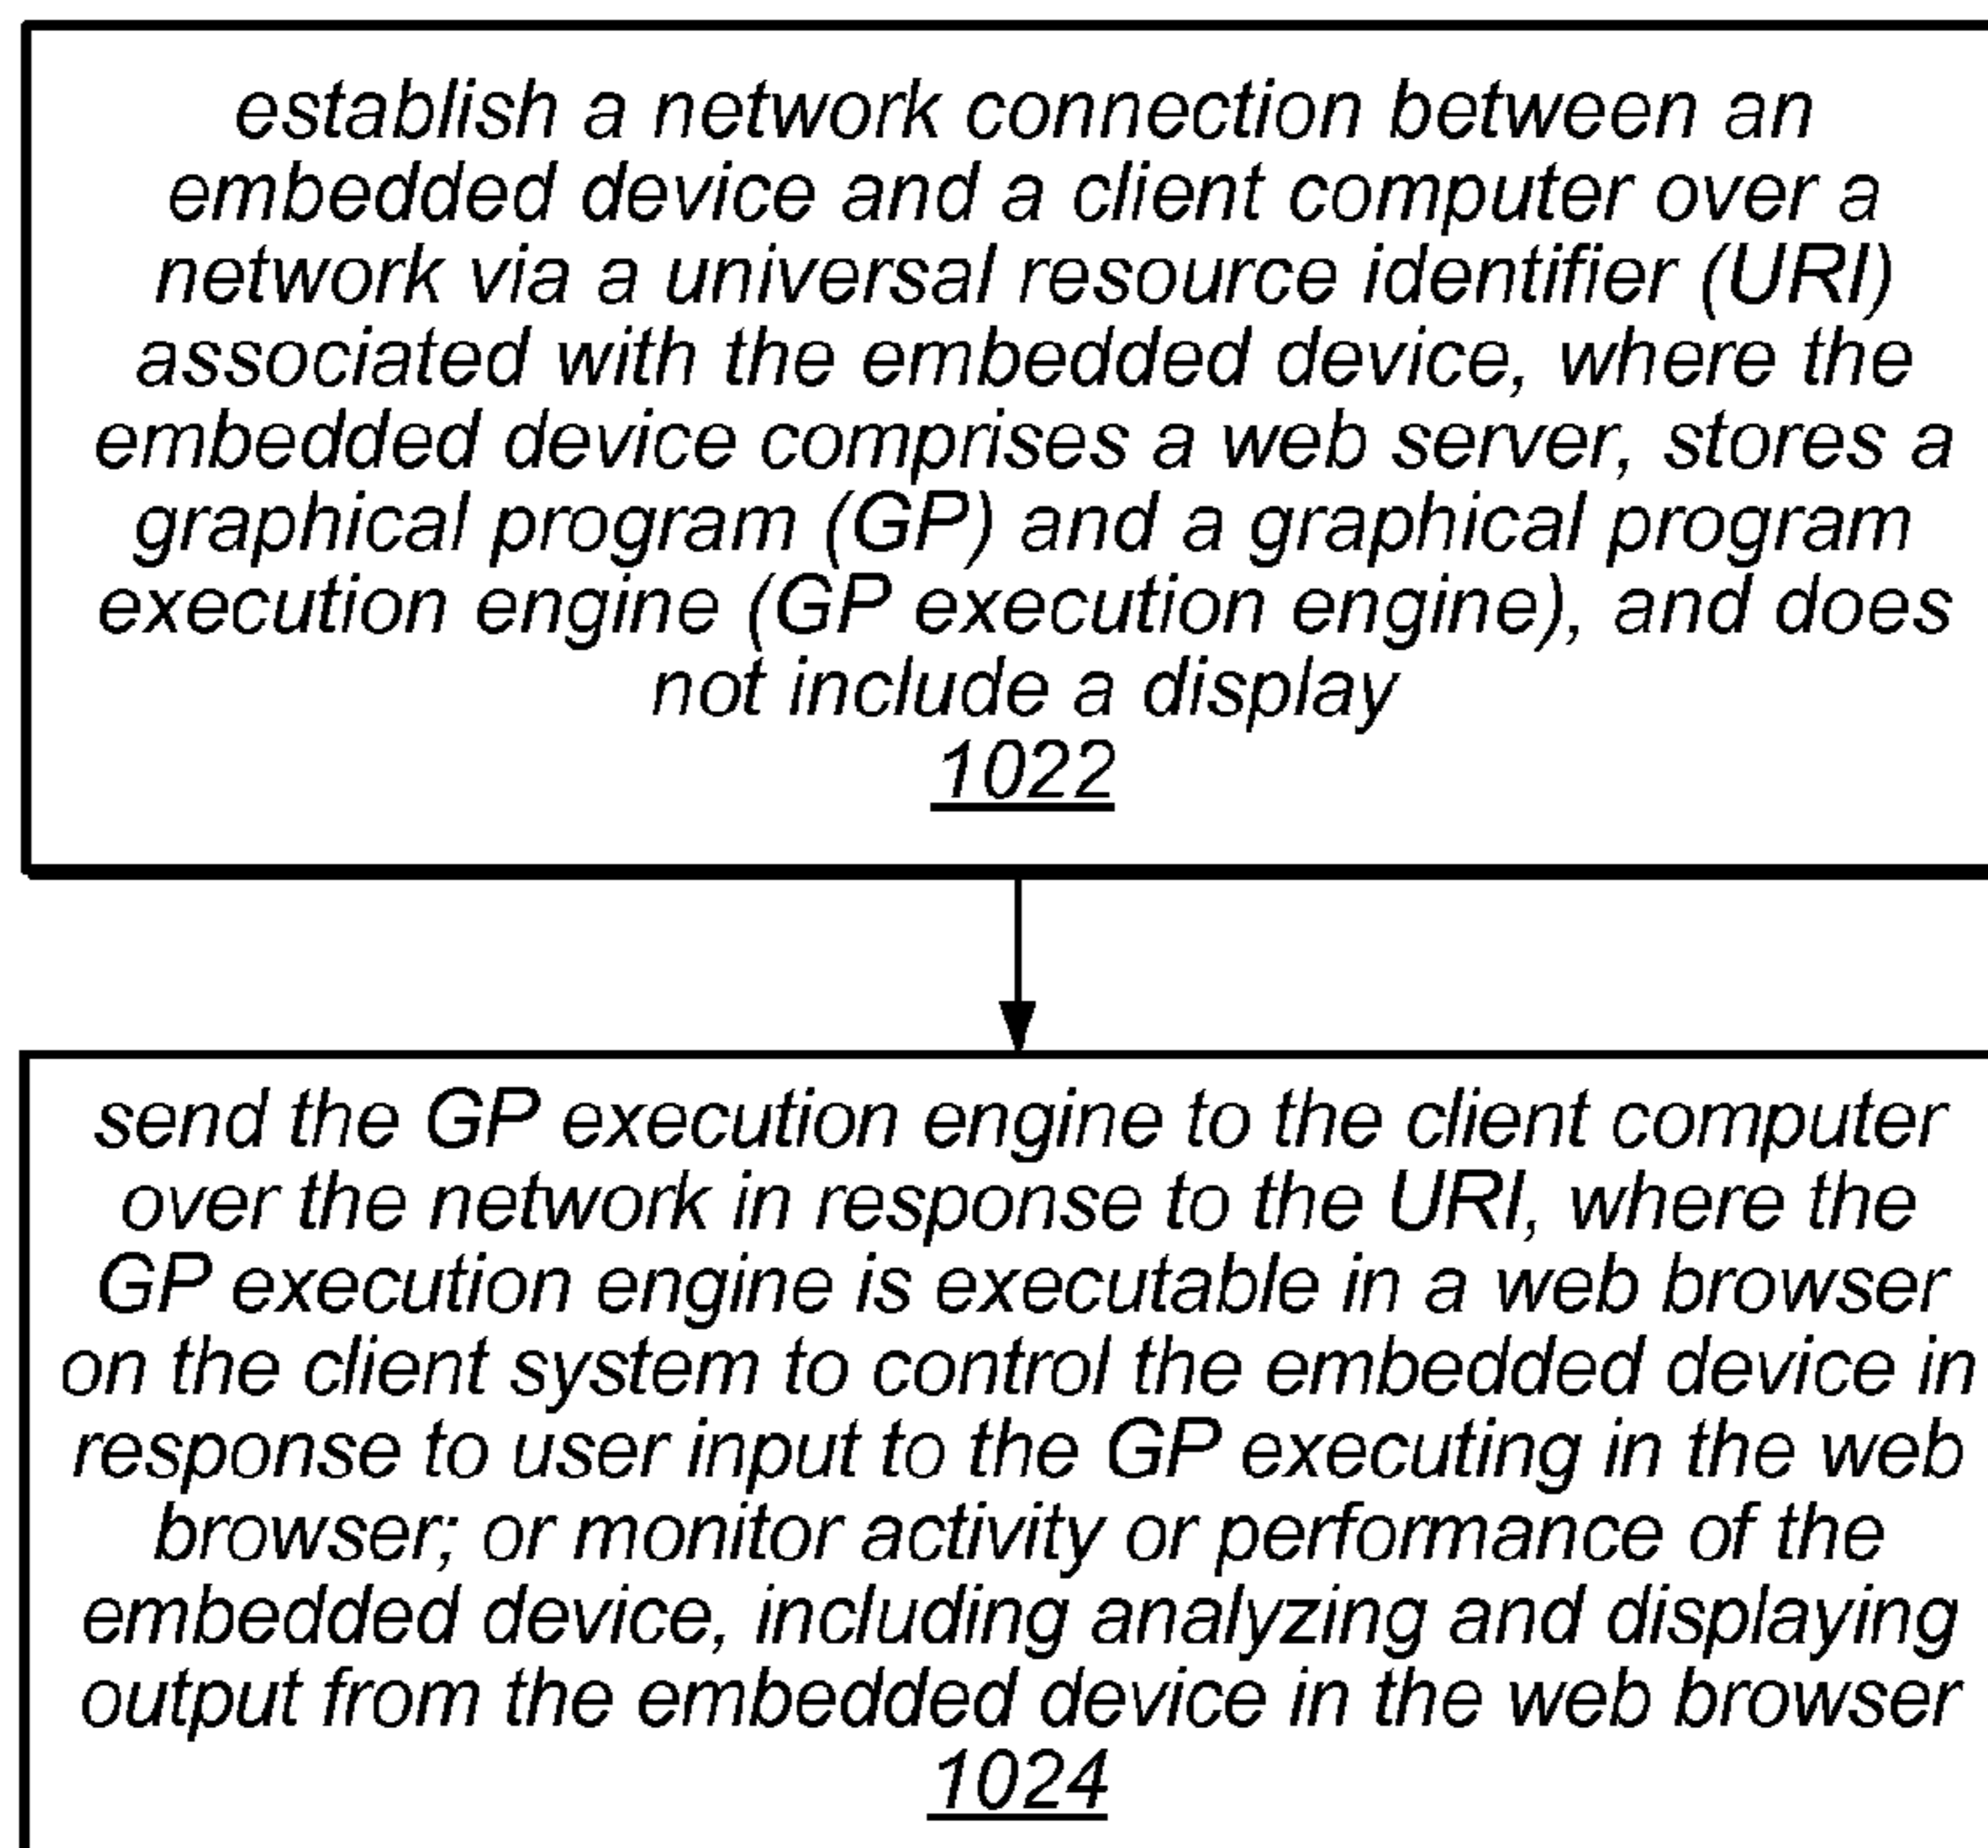 establish a network connection between an
embedded device and a client computer over a
network via a universal resource identifier (URI)
associated with the embedded device, where the
embedded device comprises a web server, stores a
graphical program (GP) and a graphical program
execution engine (GP execution engine), and does
not include a display
1022
send the GP execution engine to the client computer
over the network in response to the URI, where the
GP execution engine is executable in a web browser
on the client system to control the embedded device in
response to user input to the GP executing in the web
browser; or monitor activity or performance of the
embedded device, including analyzing and displaying
output from the embedded device in the web browser
1024